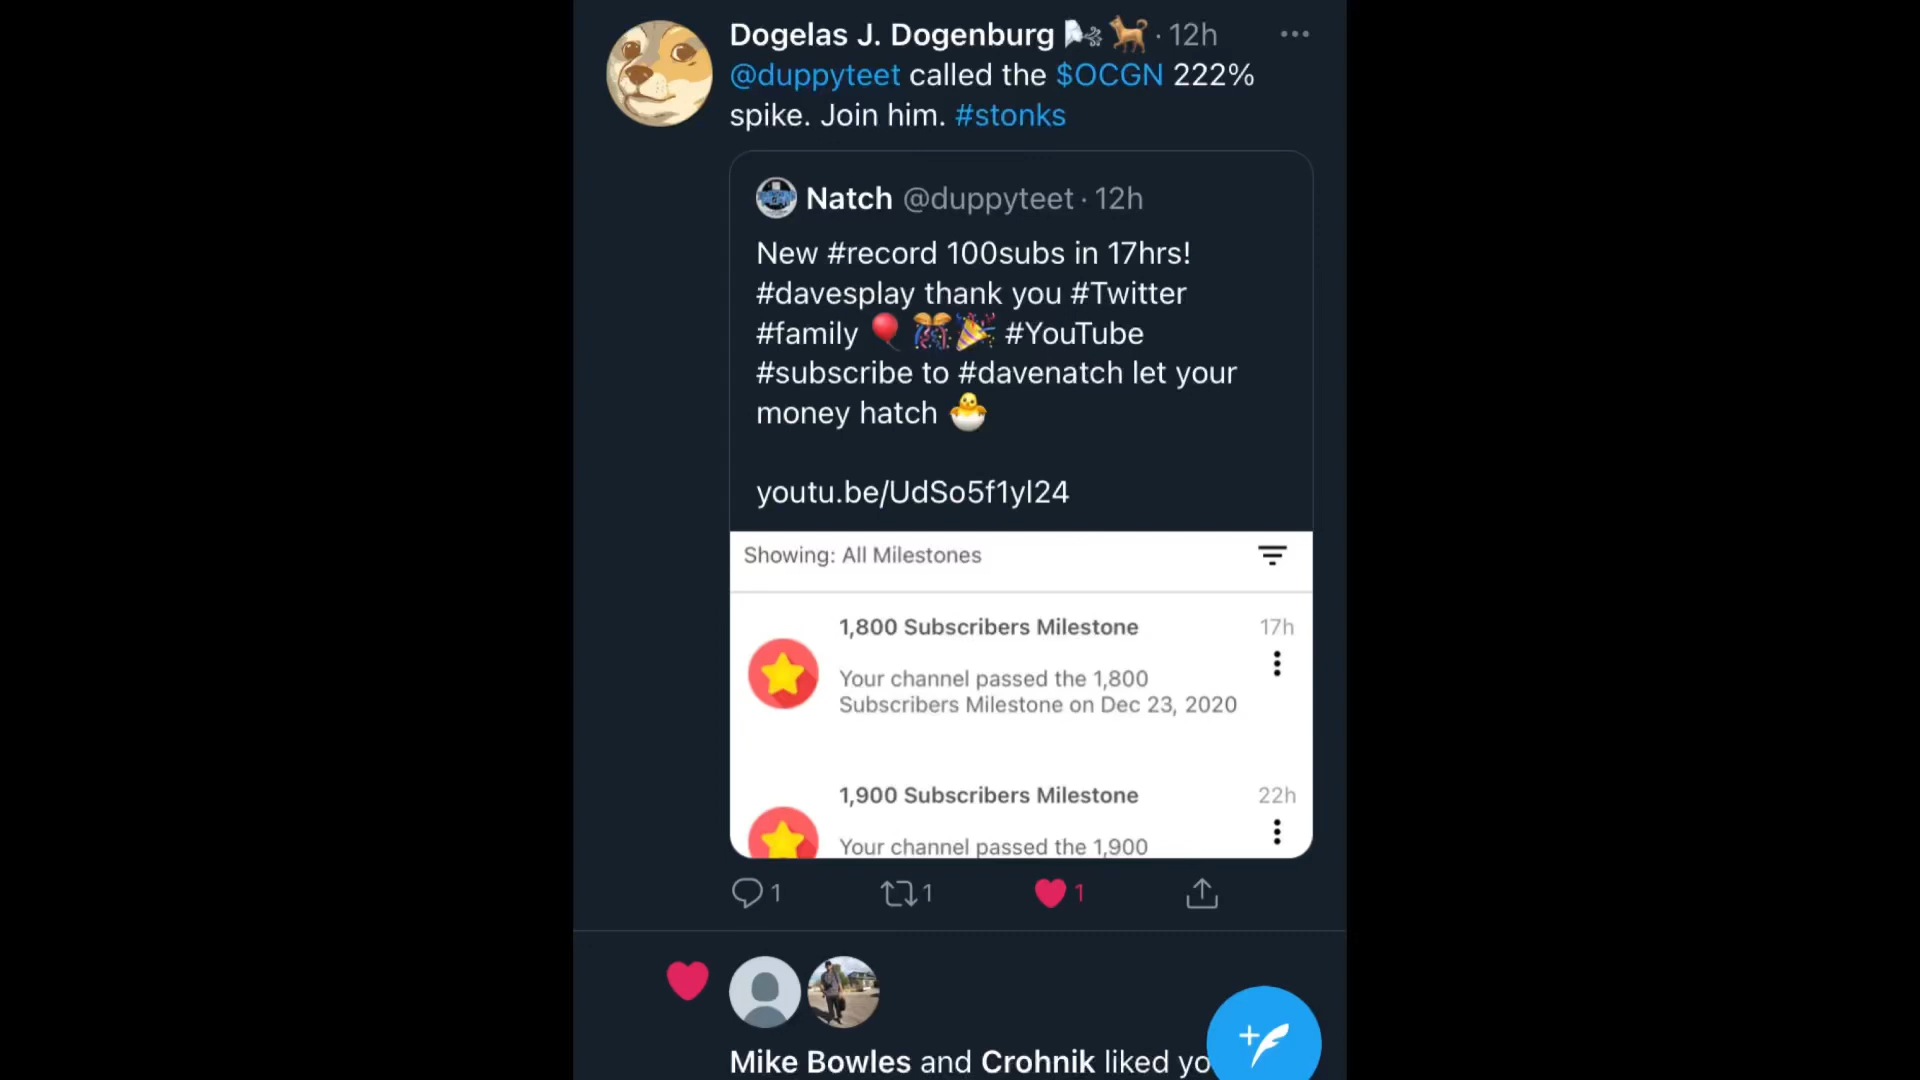 Dogelas J. Dogenburg 🌬🐕 · 12h
@duppyteet called the $OCGN 222%
spike. Join him. #stonks
Natch @duppyteet · 12h
New #record 100subs in 17hrs!
#davesplay thank you #Twitter
#family 🎈 🎊🎉 #YouTube
#subscribe to #davenatch let your
money hatch 🐣
youtu.be/UdSo5f1yl24
Showing: All Milestones
1,800 Subscribers Milestone 17h
Your channel passed the 1,800
Subscribers Milestone on Dec 23, 2020
1,900 Subscribers Milestone 22h
Your channel passed the 1,900
1 1 1
Mike Bowles and Crohnik liked yo